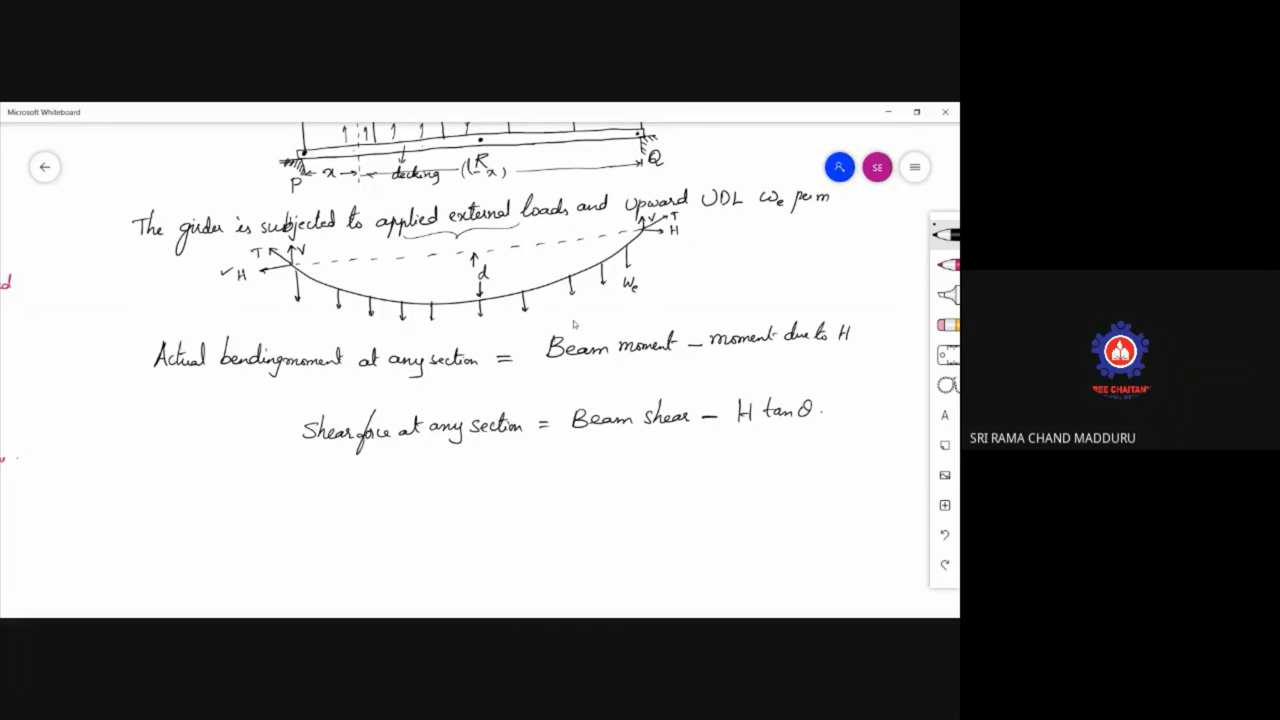 Microsoft Whiteboard
SE
R
x
decking
(L-x)
P
Q
The girder is subjected to applied external loads and upward UDL we per m
T
V
H
V
T
H
d
We
Actual bending moment at any section = Beam moment - moment due to H
Shear force at any section = Beam shear - H tan θ.
A
REE CHAITAN
SRI RAMA CHAND MADDURU